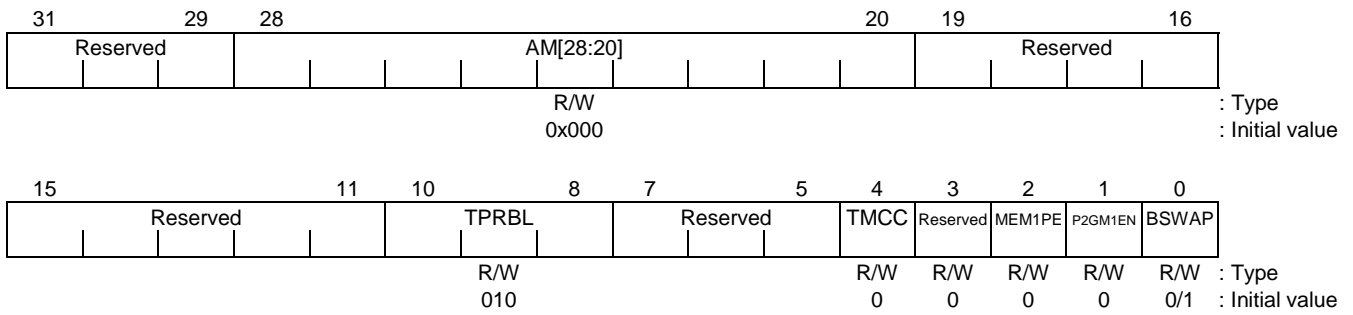 31 29 28 20 19 16
Reserved AM[28:20] Reserved
R/W : Type
0x000 : Initial value
15 11 10 8 7 5 4 3 2 1 0
Reserved TPRBL Reserved TMCC Reserved MEM1PE P2GM1EN BSWAP
R/W R/W R/W R/W R/W R/W : Type
010 0 0 0 0 0/1 : Initial value